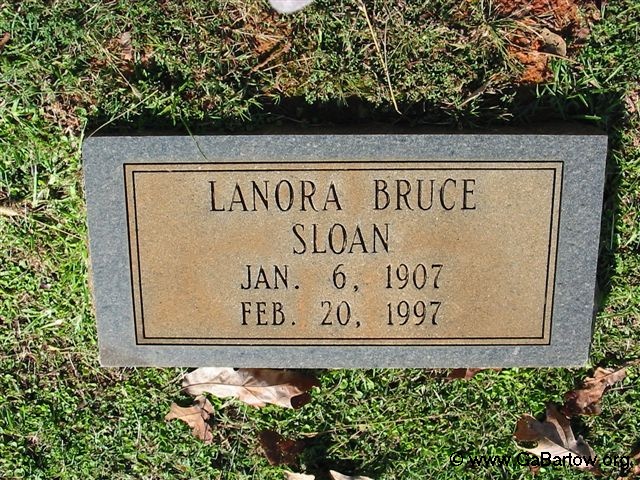 LANORA BRUCE
SLOAN
JAN. 6, 1907
FEB. 20, 1997
© www.GaBartow.org